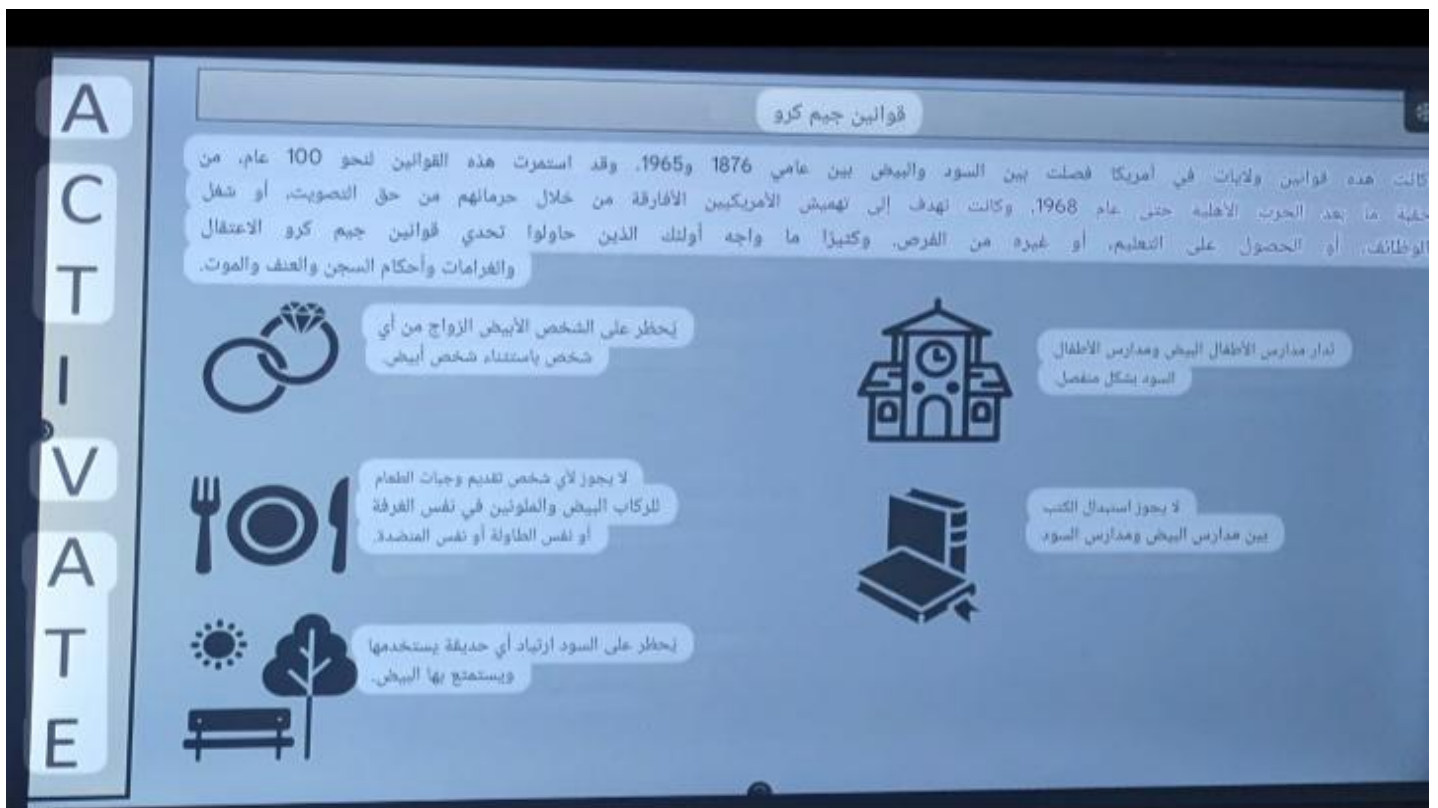 A
C
T
I
V
A
T
E
قوانين جيم كرو
كانت هذه قوانين ولايات في أمريكا فصلت بين السود والبيض بين عامي 1876 و1965. وقد استمرت هذه القوانين لنحو 100 عام، من
حقبة ما بعد الحرب الأهلية حتى عام 1968. وكانت تهدف إلى تهميش الأمريكيين الأفارقة من خلال حرمانهم من حق التصويت، أو شغل
الوظائف، أو الحصول على التعليم، أو غيره من الفرص. وكثيرًا ما واجه أولئك الذين حاولوا تحدي قوانين جيم كرو الاعتقال
والغرامات وأحكام السجن والعنف والموت.
تدار مدارس الأطفال البيض ومدارس الأطفال
السود بشكل منفصل.
لا يجوز استبدال الكتب
بين مدارس البيض ومدارس السود
يُحظر على الشخص الأبيض الزواج من أي
شخص باستثناء شخص أبيض.
لا يجوز لأي شخص تقديم وجبات الطعام
للركاب البيض والملونين في نفس الغرفة
أو نفس الطاولة أو نفس المنضدة.
يُحظر على السود ارتياد أي حديقة يستخدمها
ويستمتع بها البيض.